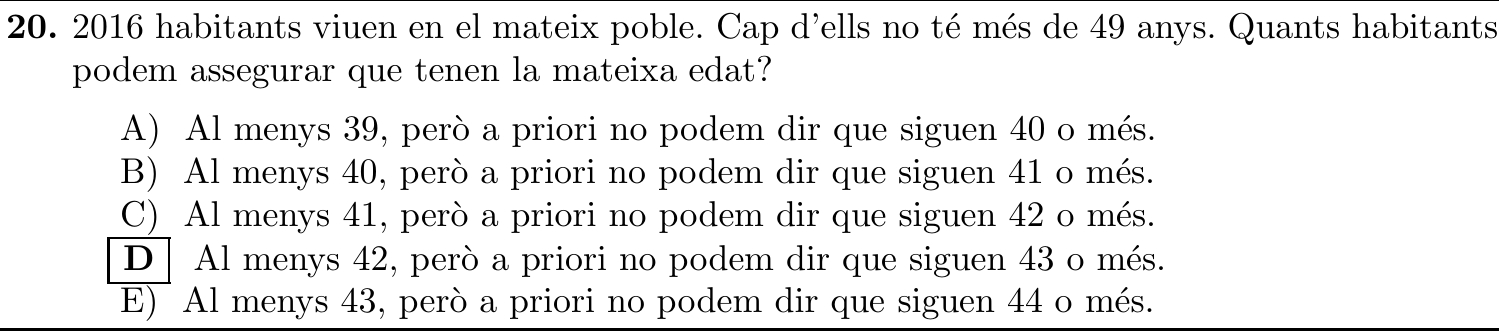 20. 2016 habitants viuen en el mateix poble. Cap d'ells no té més de 49 anys. Quants habitants
podem assegurar que tenen la mateixa edat?
A) Al menys 39, però a priori no podem dir que siguen 40 o més.
B) Al menys 40, però a priori no podem dir que siguen 41 o més.
C) Al menys 41, però a priori no podem dir que siguen 42 o més.
D Al menys 42, però a priori no podem dir que siguen 43 o més.
E) Al menys 43, però a priori no podem dir que siguen 44 o més.